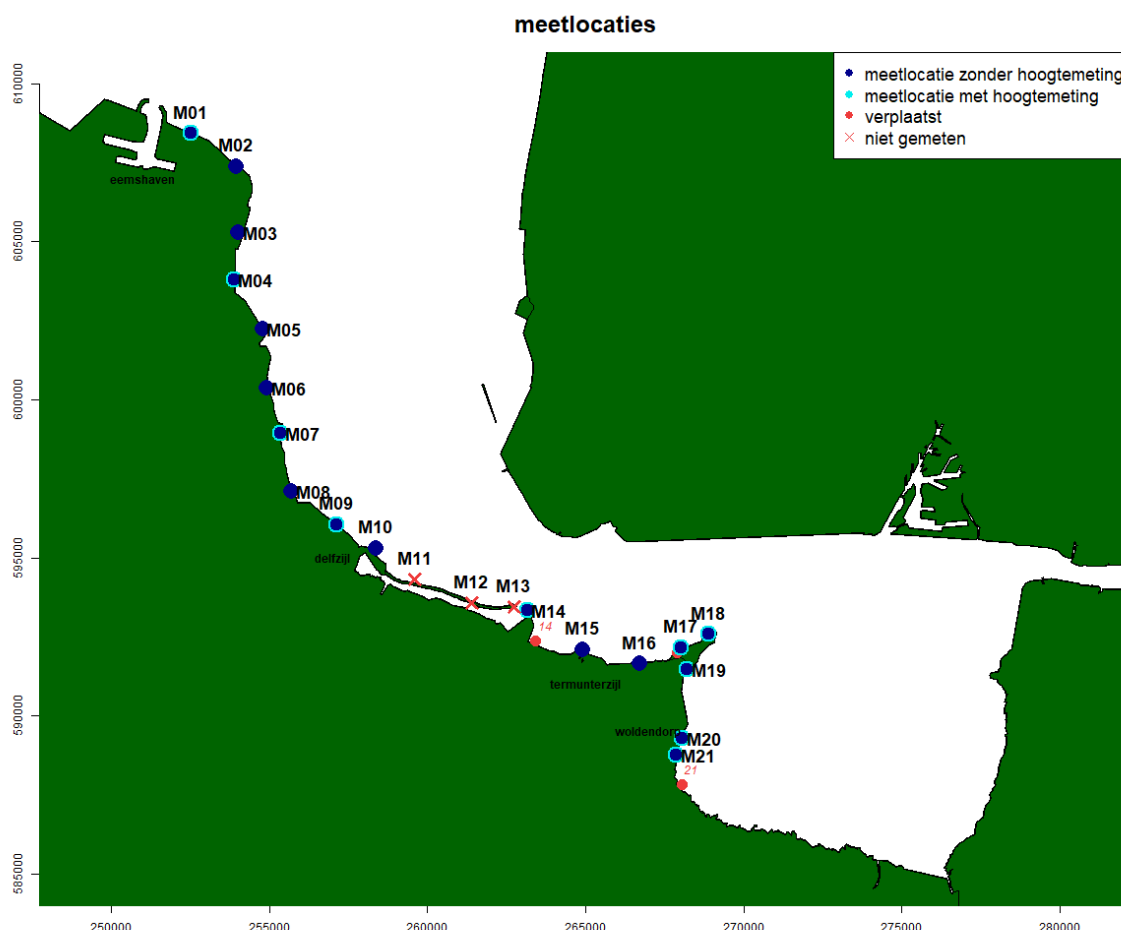 meetlocaties
meetlocatie zonder hoogtemeting
meetlocatie met hoogtemeting
verplaatst
niet gemeten
610000
605000
600000
595000
590000
585000
M01
M02
eemshaven
M03
M04
M05
M06
M07
M08
M09
M10
delfzijl
M11
M12
M13
M14
14
M15
M16
M17
M18
M19
termunterzijl
woldendorp
M20
M21
21
250000
255000
260000
265000
270000
275000
280000